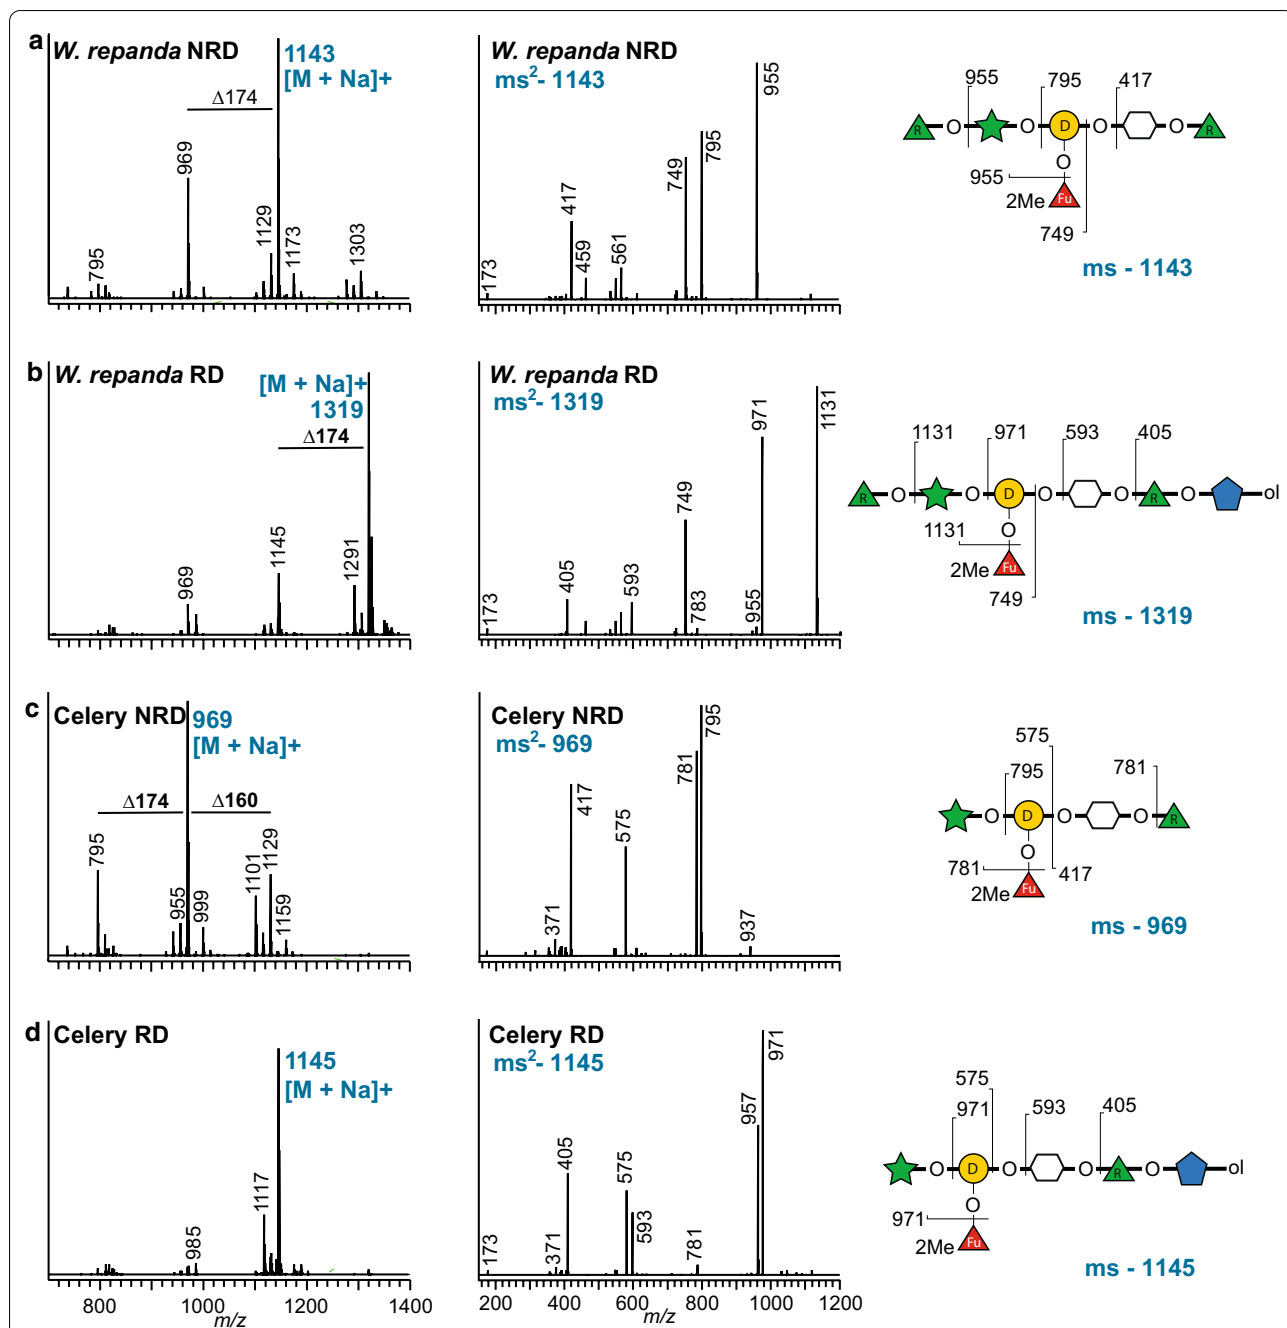 a W. repanda NRD
1143
[M + Na]+
Δ174
969
795
1129
1173
1303
W. repanda NRD
ms2- 1143
955
795
749
417
459
561
173
955 795 417
R O O D O O R
O
955
2Me Fu
749
ms - 1143
b W. repanda RD
[M + Na]+
1319
Δ174
1145
1291
969
W. repanda RD
ms2- 1319
1131
971
749
405
593
783
955
173
1131 971 593 405
R O O D O O R O ol
O
1131
2Me Fu
749
ms - 1319
c Celery NRD
969
[M + Na]+
Δ174 Δ160
795
955
999
1101
1129
1159
Celery NRD
ms2- 969
795
781
417
575
371
937
575
795 781
O D O O R
O
781 417
2Me Fu
ms - 969
d Celery RD
1145
[M + Na]+
1117
985
Celery RD
ms2- 1145
971
957
405
575
593
781
371
173
575
971 593 405
O D O O R O ol
O
971
2Me Fu
ms - 1145
800 1000 1200 1400
m/z
200 400 600 800 1000 1200
m/z